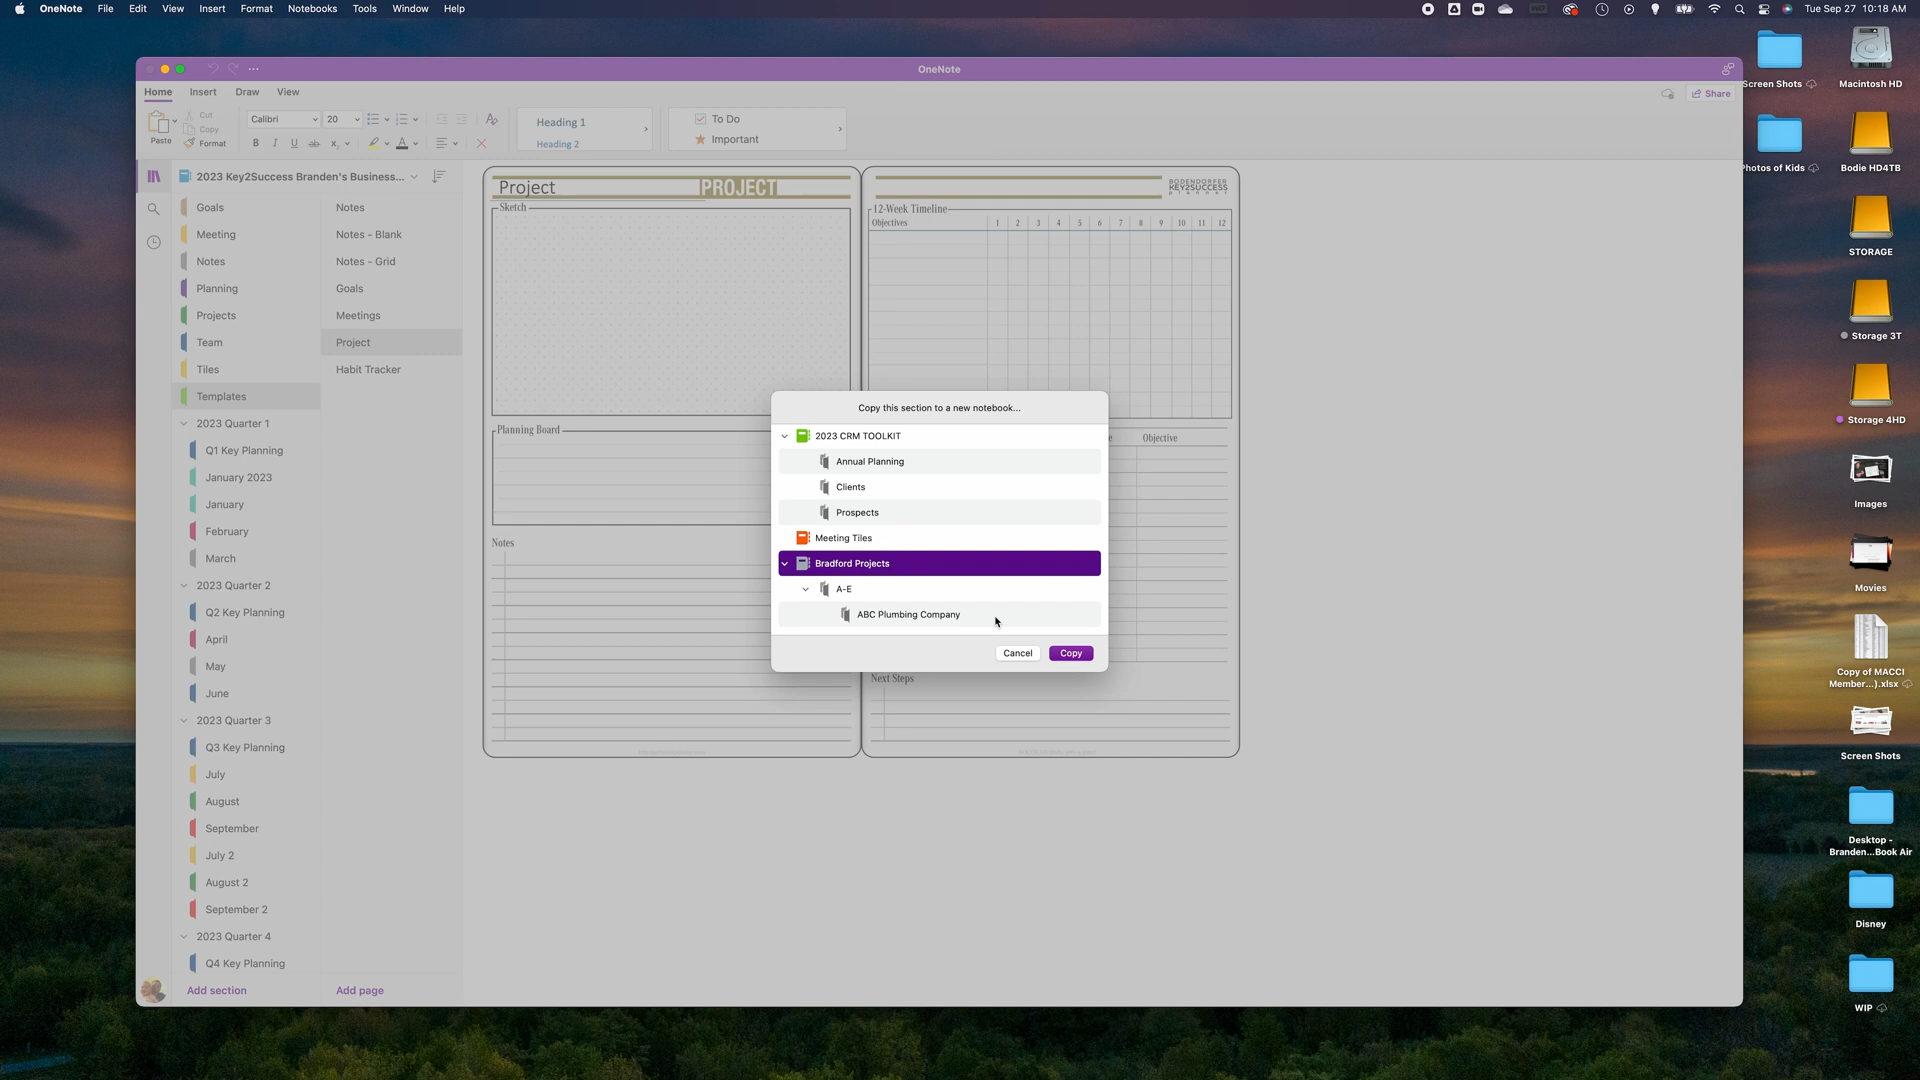 OneNote File Edit View Insert Format Notebooks Tools Window Help
Tue Sep 27 10:18 AM
OneNote
Home Insert Draw View
Share
Paste
Cut
Copy
Format
Calibri 20
B I U ab
Heading 1
Heading 2
To Do
Important
2023 Key2Success Branden's Business...
Goals
Meeting
Notes
Planning
Projects
Team
Tiles
Templates
2023 Quarter 1
Q1 Key Planning
January 2023
January
February
March
2023 Quarter 2
Q2 Key Planning
April
May
June
2023 Quarter 3
Q3 Key Planning
July
August
September
July 2
August 2
September 2
2023 Quarter 4
Q4 Key Planning
Add section
Notes
Notes - Blank
Notes - Grid
Goals
Meetings
Project
Habit Tracker
Add page
Project
PROJECT
Sketch
Planning Board
Notes
BODENDORFER
KEY2SUCCESS
planner
12-Week Timeline
Objectives 1 2 3 4 5 6 7 8 9 10 11 12
e Objective
Next Steps
Copy this section to a new notebook...
2023 CRM TOOLKIT
Annual Planning
Clients
Prospects
Meeting Tiles
Bradford Projects
A-E
ABC Plumbing Company
Cancel Copy
Screen Shots
Photos of Kids
Macintosh HD
Bodie HD4TB
STORAGE
Storage 3T
Storage 4HD
Images
Movies
Copy of MACCI
Member...).xlsx
Screen Shots
Desktop -
Branden...Book Air
Disney
WIP